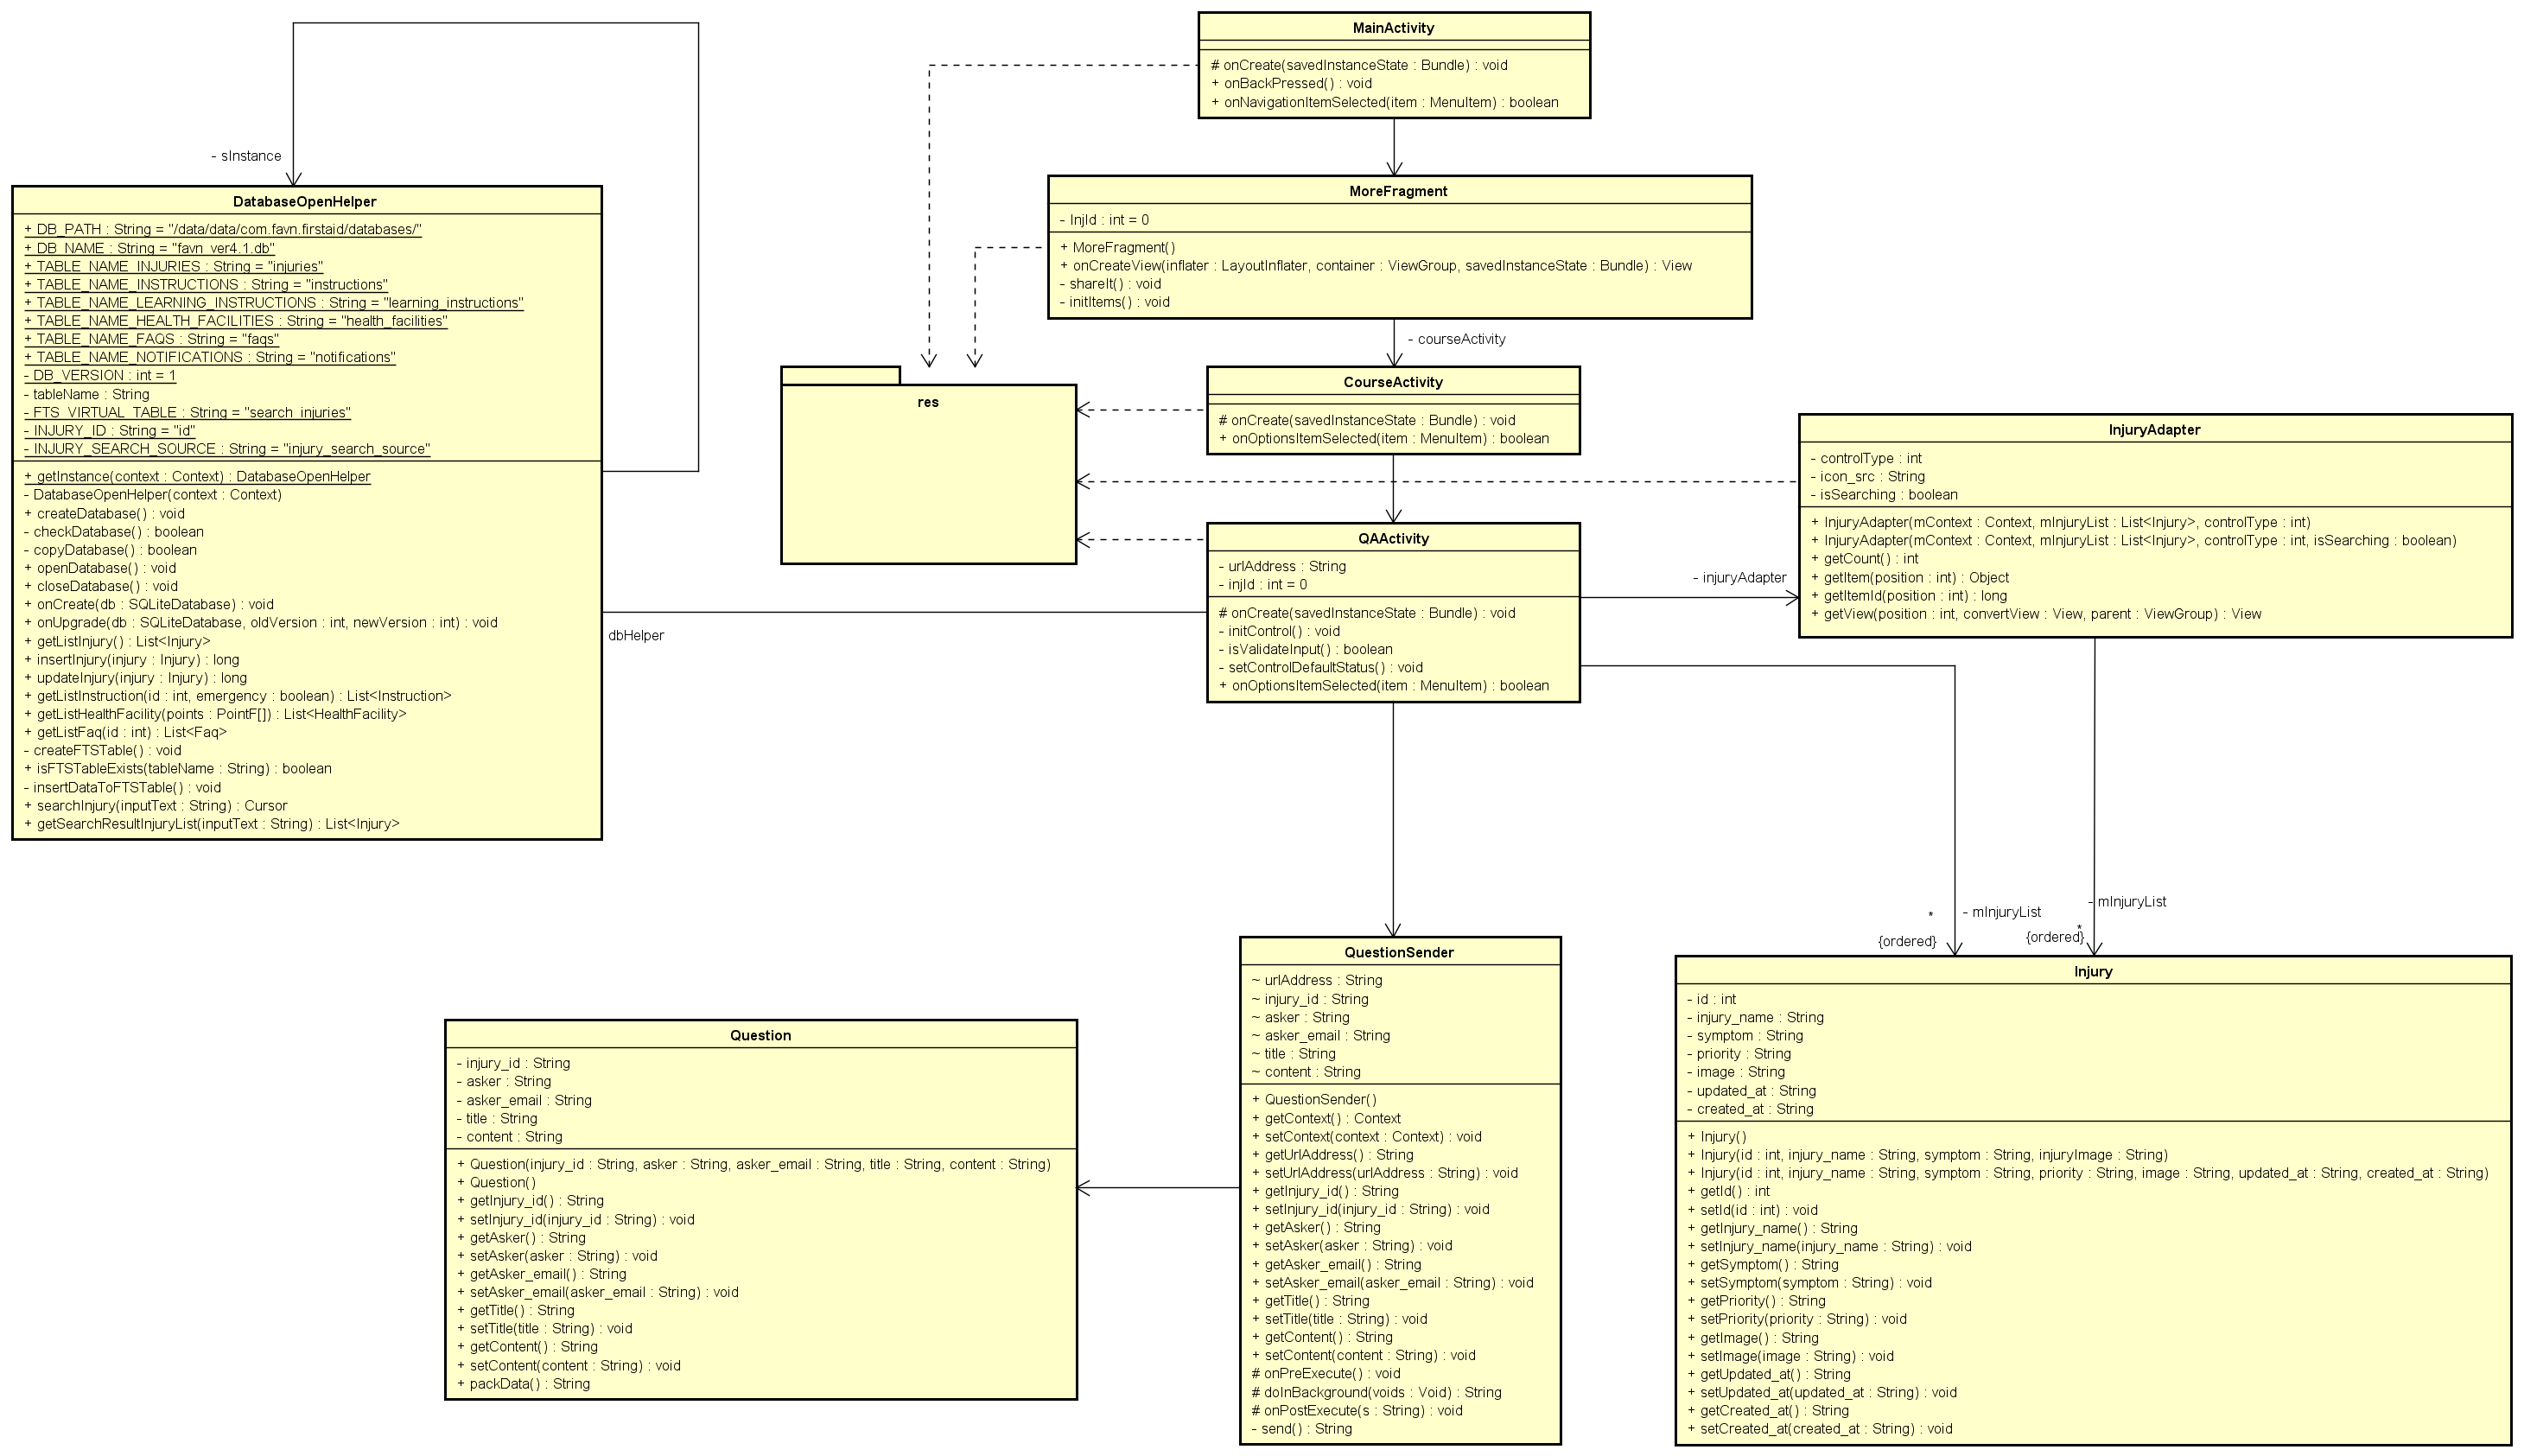 MainActivity
# onCreate(savedInstanceState : Bundle) : void
+ onBackPressed() : void
+ onNavigationItemSelected(item : MenuItem) : boolean
- sInstance
DatabaseOpenHelper
+ DB_PATH : String = "/data/data/com.favn.firstaid/databases/"
+ DB_NAME : String = "favn_ver4.1.db"
+ TABLE_NAME_INJURIES : String = "injuries"
+ TABLE_NAME_INSTRUCTIONS : String = "instructions"
+ TABLE_NAME_LEARNING_INSTRUCTIONS : String = "learning_instructions"
+ TABLE_NAME_HEALTH_FACILITIES : String = "health_facilities"
+ TABLE_NAME_FAQS : String = "faqs"
+ TABLE_NAME_NOTIFICATIONS : String = "notifications"
- DB_VERSION : int = 1
- tableName : String
- FTS_VIRTUAL_TABLE : String = "search_injuries"
- INJURY_ID : String = "id"
- INJURY_SEARCH_SOURCE : String = "injury_search_source"
+ getInstance(context : Context) : DatabaseOpenHelper
- DatabaseOpenHelper(context : Context)
+ createDatabase() : void
- checkDatabase() : boolean
- copyDatabase() : boolean
+ openDatabase() : void
+ closeDatabase() : void
+ onCreate(db : SQLiteDatabase) : void
+ onUpgrade(db : SQLiteDatabase, oldVersion : int, newVersion : int) : void
+ getListInjury() : List<Injury>
+ insertInjury(injury : Injury) : long
+ updateInjury(injury : Injury) : long
+ getListInstruction(id : int, emergency : boolean) : List<Instruction>
+ getListHealthFacility(points : PointF[]) : List<HealthFacility>
+ getListFaq(id : int) : List<Faq>
- createFTSTable() : void
+ isFTSTableExists(tableName : String) : boolean
- insertDataToFTSTable() : void
+ searchInjury(inputText : String) : Cursor
+ getSearchResultInjuryList(inputText : String) : List<Injury>
MoreFragment
- InjId : int = 0
+ MoreFragment()
+ onCreateView(inflater : LayoutInflater, container : ViewGroup, savedInstanceState : Bundle) : View
- shareIt() : void
- initItems() : void
- courseActivity
res
CourseActivity
# onCreate(savedInstanceState : Bundle) : void
+ onOptionsItemSelected(item : MenuItem) : boolean
InjuryAdapter
- controlType : int
- icon_src : String
- isSearching : boolean
+ InjuryAdapter(mContext : Context, mInjuryList : List<Injury>, controlType : int)
+ InjuryAdapter(mContext : Context, mInjuryList : List<Injury>, controlType : int, isSearching : boolean)
+ getCount() : int
+ getItem(position : int) : Object
+ getItemId(position : int) : long
+ getView(position : int, convertView : View, parent : ViewGroup) : View
QAActivity
- urlAddress : String
- injId : int = 0
# onCreate(savedInstanceState : Bundle) : void
- initControl() : void
- isValidateInput() : boolean
- setControlDefaultStatus() : void
+ onOptionsItemSelected(item : MenuItem) : boolean
- injuryAdapter
dbHelper
- mInjuryList
*
{ordered}
- mInjuryList
*
{ordered}
QuestionSender
~ urlAddress : String
~ injury_id : String
~ asker : String
~ asker_email : String
~ title : String
~ content : String
+ QuestionSender()
+ getContext() : Context
+ setContext(context : Context) : void
+ getUrlAddress() : String
+ setUrlAddress(urlAddress : String) : void
+ getInjury_id() : String
+ setInjury_id(injury_id : String) : void
+ getAsker() : String
+ setAsker(asker : String) : void
+ getAsker_email() : String
+ setAsker_email(asker_email : String) : void
+ getTitle() : String
+ setTitle(title : String) : void
+ getContent() : String
+ setContent(content : String) : void
# onPreExecute() : void
# doInBackground(voids : Void) : String
# onPostExecute(s : String) : void
- send() : String
Question
- injury_id : String
- asker : String
- asker_email : String
- title : String
- content : String
+ Question(injury_id : String, asker : String, asker_email : String, title : String, content : String)
+ Question()
+ getInjury_id() : String
+ setInjury_id(injury_id : String) : void
+ getAsker() : String
+ setAsker(asker : String) : void
+ getAsker_email() : String
+ setAsker_email(asker_email : String) : void
+ getTitle() : String
+ setTitle(title : String) : void
+ getContent() : String
+ setContent(content : String) : void
+ packData() : String
Injury
- id : int
- injury_name : String
- symptom : String
- priority : String
- image : String
- updated_at : String
- created_at : String
+ Injury()
+ Injury(id : int, injury_name : String, symptom : String, injuryImage : String)
+ Injury(id : int, injury_name : String, symptom : String, priority : String, image : String, updated_at : String, created_at : String)
+ getId() : int
+ setId(id : int) : void
+ getInjury_name() : String
+ setInjury_name(injury_name : String) : void
+ getSymptom() : String
+ setSymptom(symptom : String) : void
+ getPriority() : String
+ setPriority(priority : String) : void
+ getImage() : String
+ setImage(image : String) : void
+ getUpdated_at() : String
+ setUpdated_at(updated_at : String) : void
+ getCreated_at() : String
+ setCreated_at(created_at : String) : void